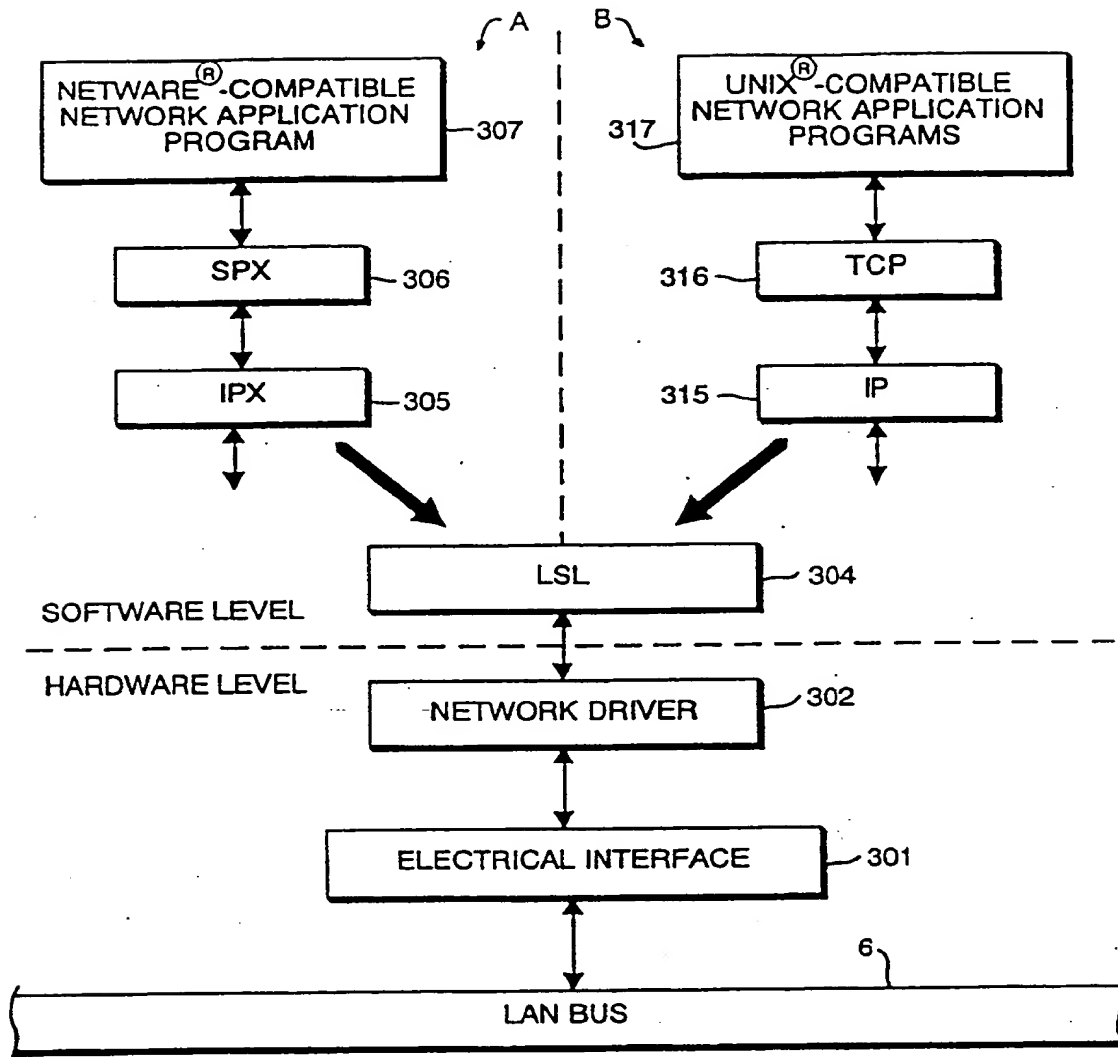 A
B
NETWARE®-COMPATIBLE
NETWORK APPLICATION
PROGRAM
307
UNIX®-COMPATIBLE
NETWORK APPLICATION
PROGRAMS
317
SPX
306
TCP
316
IPX
305
IP
315
LSL
304
SOFTWARE LEVEL
HARDWARE LEVEL
NETWORK DRIVER
302
ELECTRICAL INTERFACE
301
6
LAN BUS